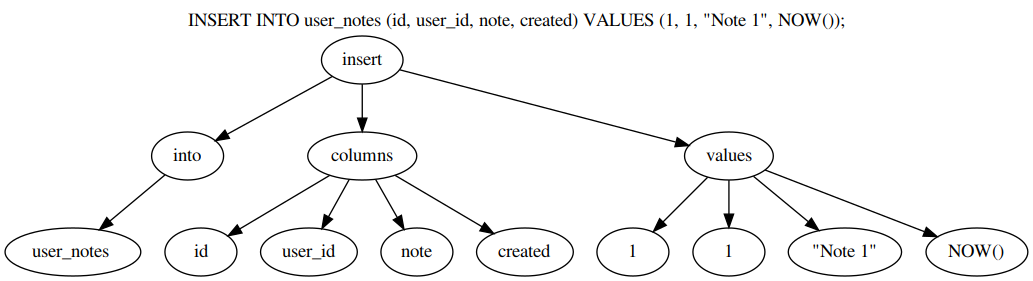 INSERT INTO user_notes (id, user_id, note, created) VALUES (1, 1, "Note 1", NOW());
insert
into columns values
user_notes id user_id note created 1 1 "Note 1" NOW()